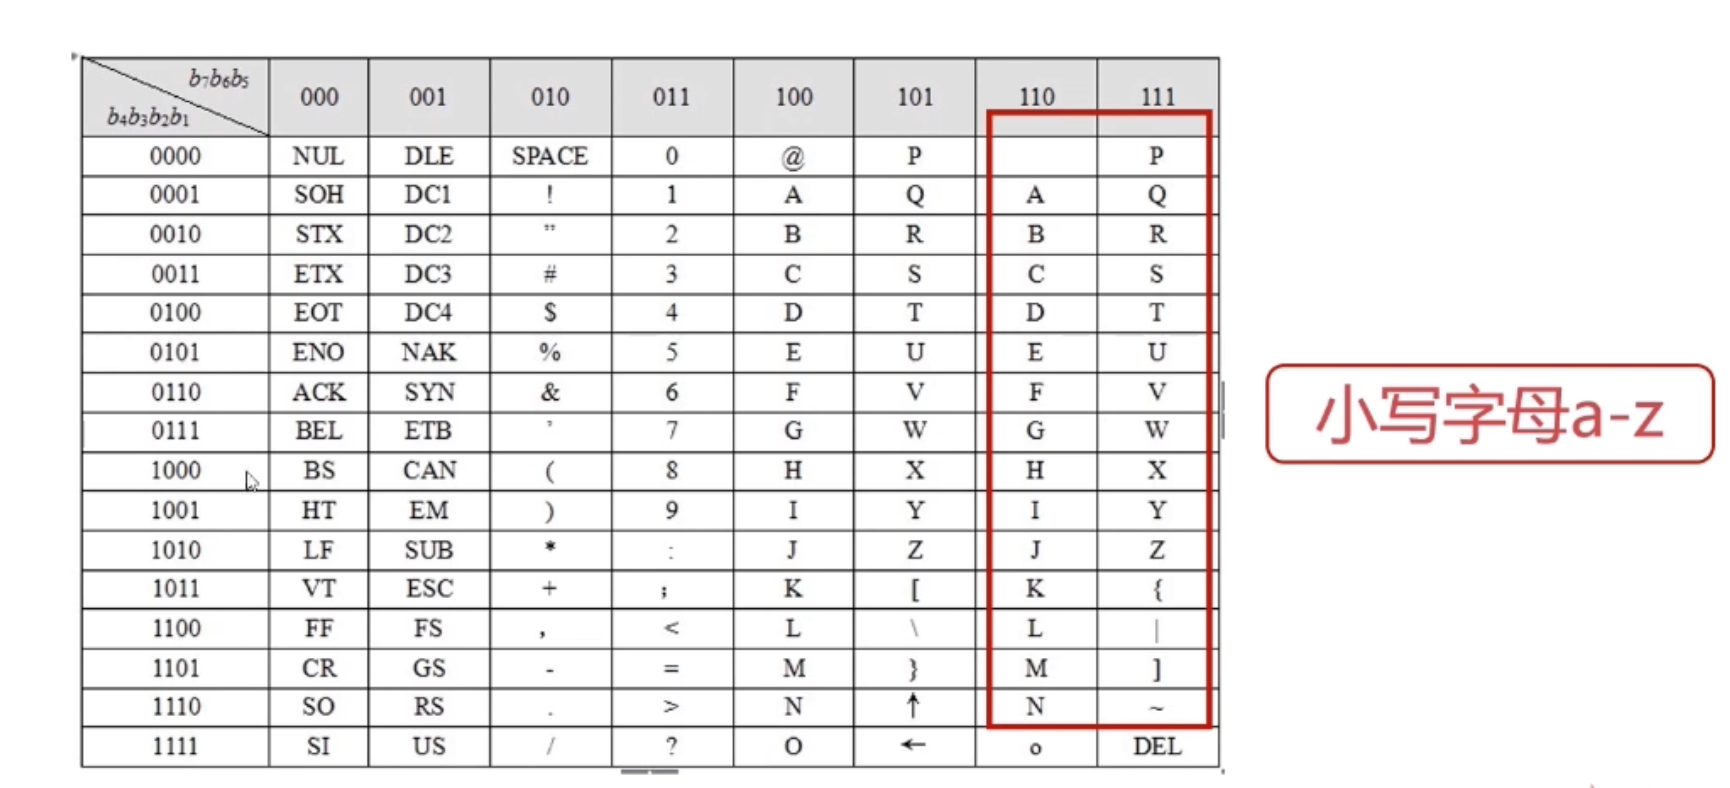 b7b6b5
b4b3b2b1 000 001 010 011 100 101 110 111
0000 NUL DLE SPACE 0 @ P P
0001 SOH DC1 ! 1 A Q A Q
0010 STX DC2 " 2 B R B R
0011 ETX DC3 # 3 C S C S
0100 EOT DC4 $ 4 D T D T
0101 ENO NAK % 5 E U E U
0110 ACK SYN & 6 F V F V
0111 BEL ETB ' 7 G W G W
1000 BS CAN ( 8 H X H X
1001 HT EM ) 9 I Y I Y
1010 LF SUB * : J Z J Z
1011 VT ESC + ; K [ K {
1100 FF FS , < L \ L |
1101 CR GS - = M } M ]
1110 SO RS . > N ↑ N ~
1111 SI US / ? O ← o DEL
小写字母a-z